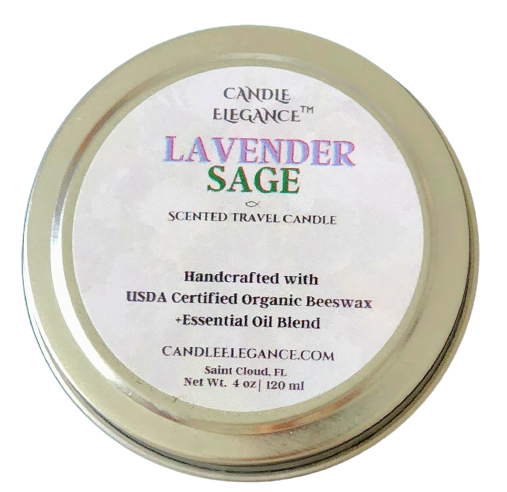 CANDLE
ELEGANCE™
LAVENDER
SAGE
SCENTED TRAVEL CANDLE
Handcrafted with
USDA Certified Organic Beeswax
+Essential Oil Blend
CANDLEELEGANCE.COM
Saint Cloud, FL
Net Wt. 4 oz| 120 ml